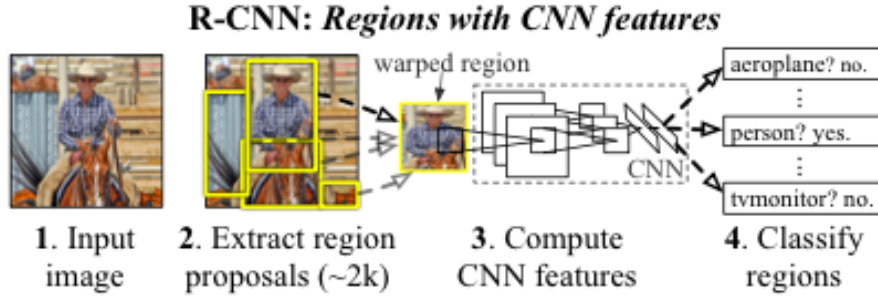 R-CNN: Regions with CNN features
warped region
aeroplane? no.
person? yes.
CNN
tvmonitor? no.
1. Input
image
2. Extract region
proposals (~2k)
3. Compute
CNN features
4. Classify
regions